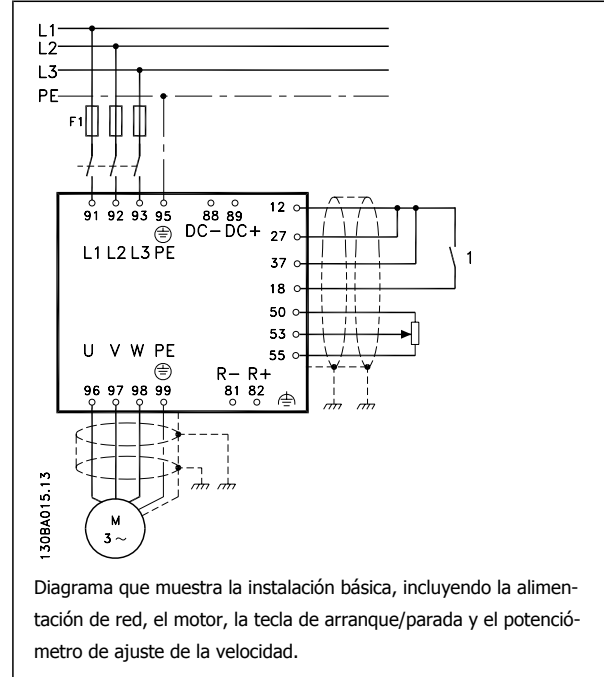 L1
L2
L3
PE
F1
91 92 93 95 88 89
DC- DC+
L1 L2 L3 PE
12
27
37
18
1
50
53
55
U V W PE
R- R+
96 97 98 99 81 82
M
3 ~
130BA015.13
Diagrama que muestra la instalación básica, incluyendo la alimen-
tación de red, el motor, la tecla de arranque/parada y el potenció-
metro de ajuste de la velocidad.